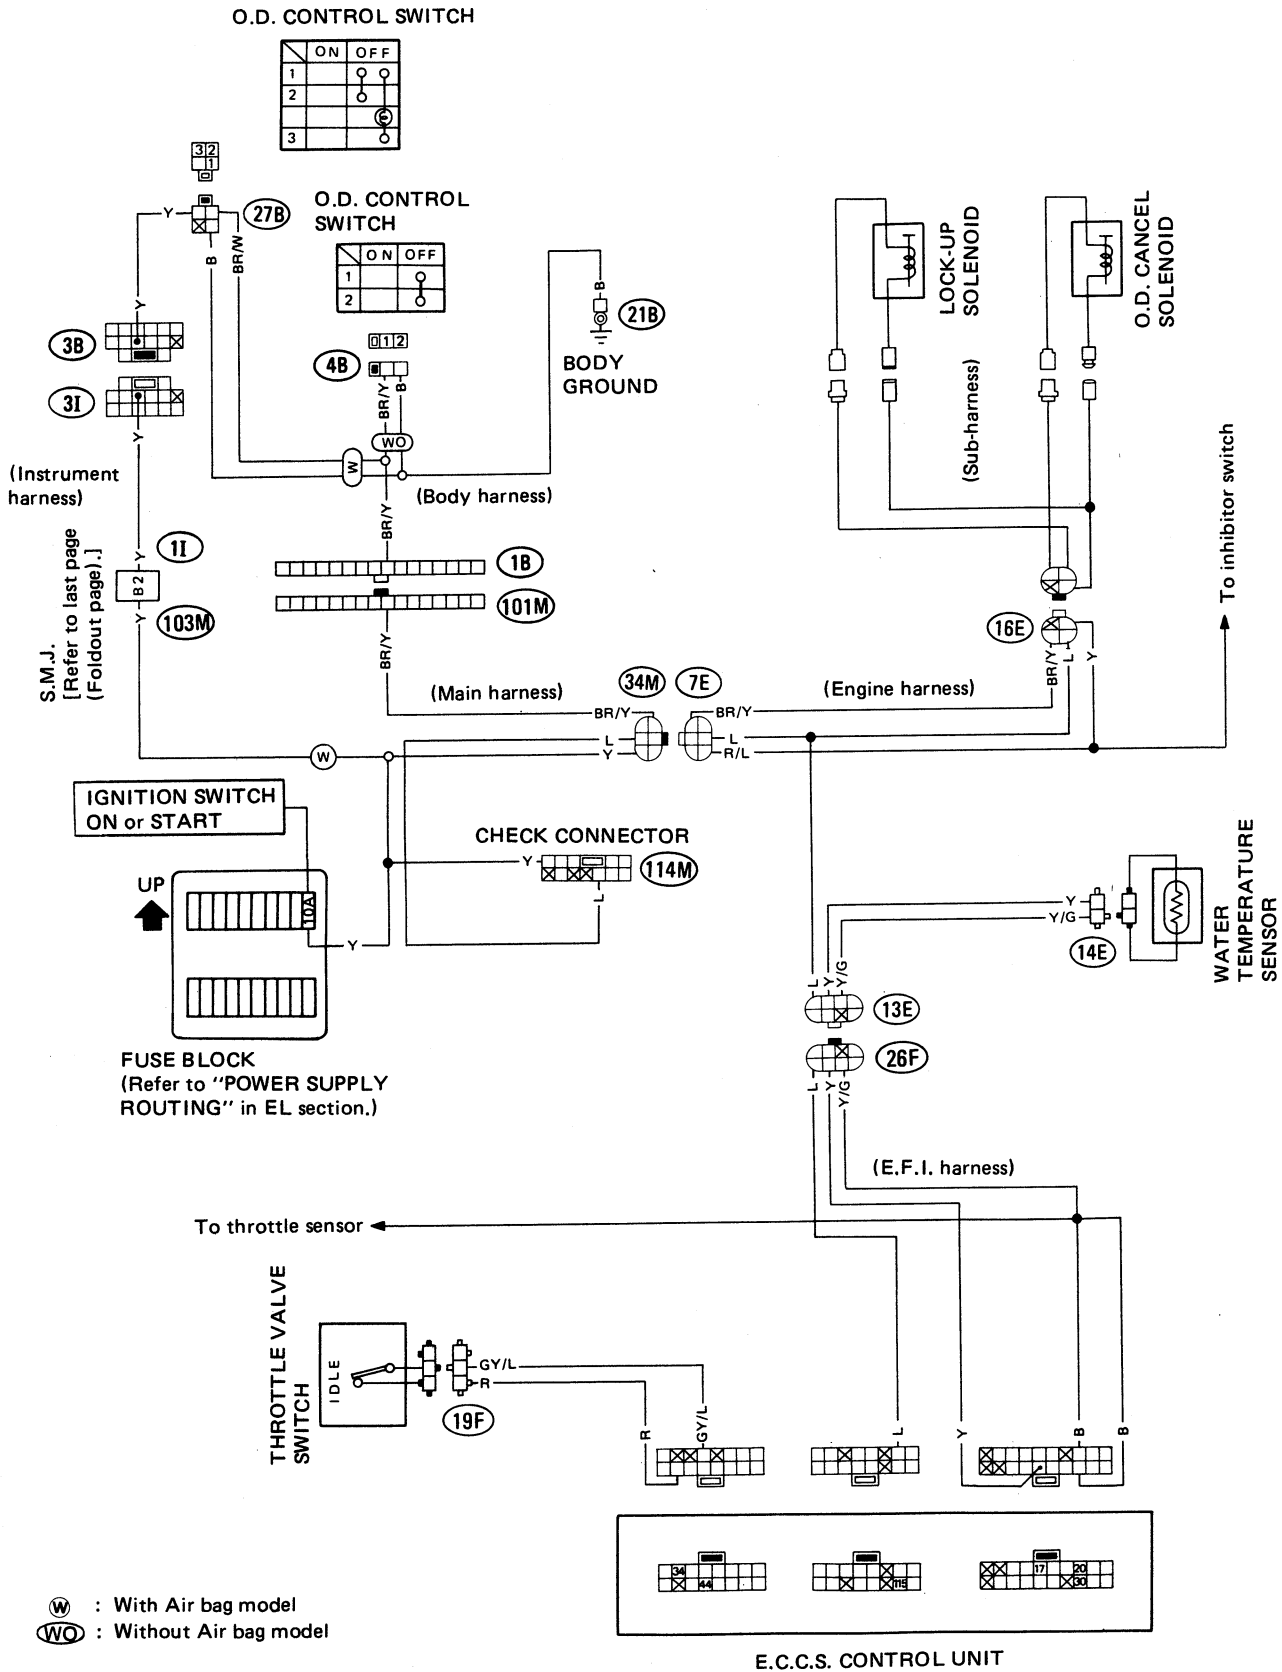 O.D. CONTROL SWITCH
ON OFF
1
2
3
3 2
1
27B
Y
B
BR/W
O.D. CONTROL
SWITCH
ON OFF
1
2
0 1 2
4B
BR/Y
B
WO
W
B
21B
BODY
GROUND
Y
3B
3I
Y
(Instrument
harness)
(Body harness)
BR/Y
S.M.J.
[Refer to last page
(Foldout page).]
Y
1I
B2
103M
Y
1B
101M
BR/Y
LOCK-UP
SOLENOID
O.D. CANCEL
SOLENOID
(Sub-harness)
To inhibitor switch
16E
BR/Y
L
Y
(Main harness)
34M
7E
(Engine harness)
BR/Y
BR/Y
L
L
Y
R/L
W
IGNITION SWITCH
ON or START
UP
10A
Y
CHECK CONNECTOR
Y
114M
L
FUSE BLOCK
(Refer to "POWER SUPPLY
ROUTING" in EL section.)
Y
Y/G
14E
WATER
TEMPERATURE
SENSOR
L
Y
Y/G
13E
26F
L
Y
Y/G
(E.F.I. harness)
To throttle sensor
THROTTLE VALVE
SWITCH
IDLE
GY/L
R
19F
R
GY/L
L
Y
B
B
34
44
115
17
20
30
W : With Air bag model
WO : Without Air bag model
E.C.C.S. CONTROL UNIT